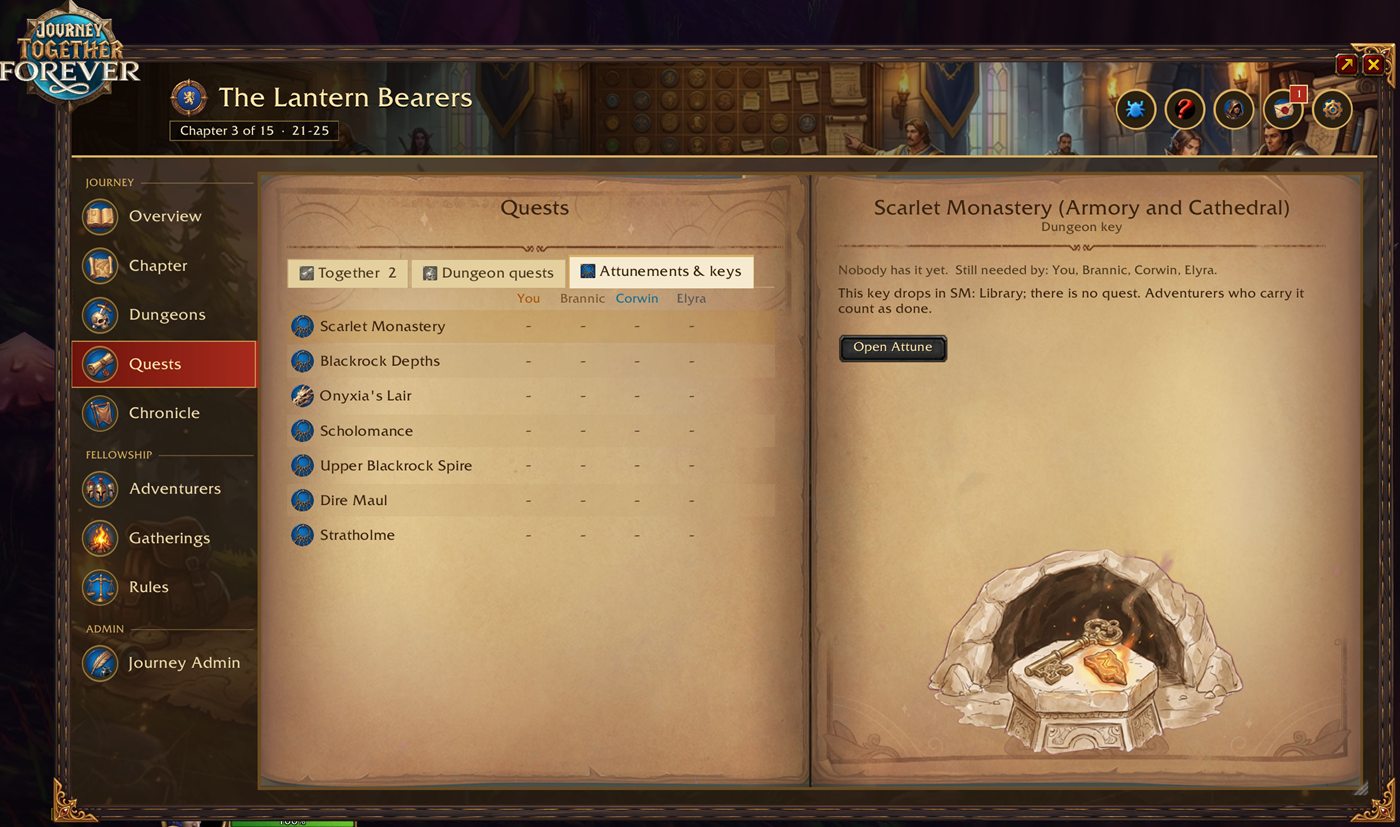 JOURNEY
TOGETHER
FOREVER
The Lantern Bearers
Chapter 3 of 15 · 21-25
1
JOURNEY
Overview
Chapter
Dungeons
Quests
Chronicle
FELLOWSHIP
Adventurers
Gatherings
Rules
ADMIN
Journey Admin
Quests
Together 2
Dungeon quests
Attunements & keys
You Brannic Corwin Elyra
Scarlet Monastery - - - -
Blackrock Depths - - - -
Onyxia's Lair - - - -
Scholomance - - - -
Upper Blackrock Spire - - - -
Dire Maul - - - -
Stratholme - - - -
Scarlet Monastery (Armory and Cathedral)
Dungeon key
Nobody has it yet. Still needed by: You, Brannic, Corwin, Elyra.
This key drops in SM: Library; there is no quest. Adventurers who carry it
count as done.
Open Attune
100%